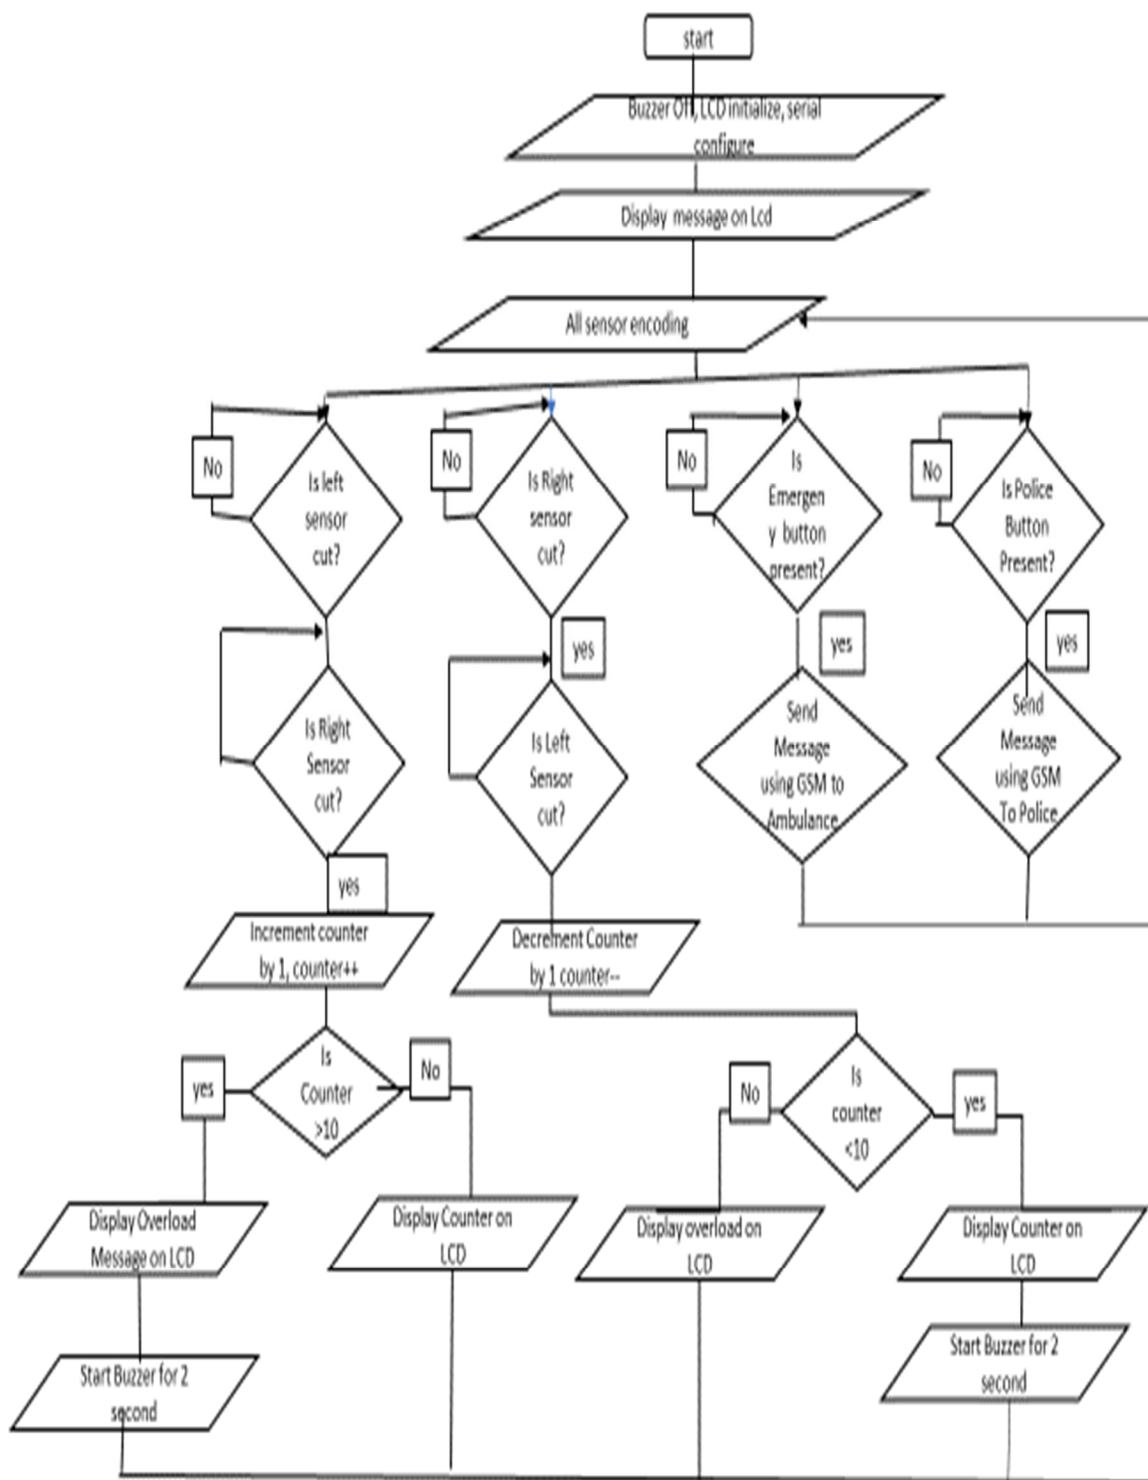 start
Buzzer Off, LCD initialize, serial
configure
Display message on Lcd
All sensor encoding
No
Is left
sensor
cut?
No
Is Right
sensor
cut?
No
Is
Emergen
y button
present?
No
Is Police
Button
Present?
yes
yes
yes
Is Right
Sensor
cut?
Is Left
Sensor
cut?
Send
Message
using GSM to
Ambulance
Send
Message
using GSM
To Police
yes
Increment counter
by 1, counter++
Decrement Counter
by 1 counter--
yes
Is
Counter
>10
No
No
Is
counter
<10
yes
Display Overload
Message on LCD
Display Counter on
LCD
Display overload on
LCD
Display Counter on
LCD
Start Buzzer for 2
second
Start Buzzer for 2
second